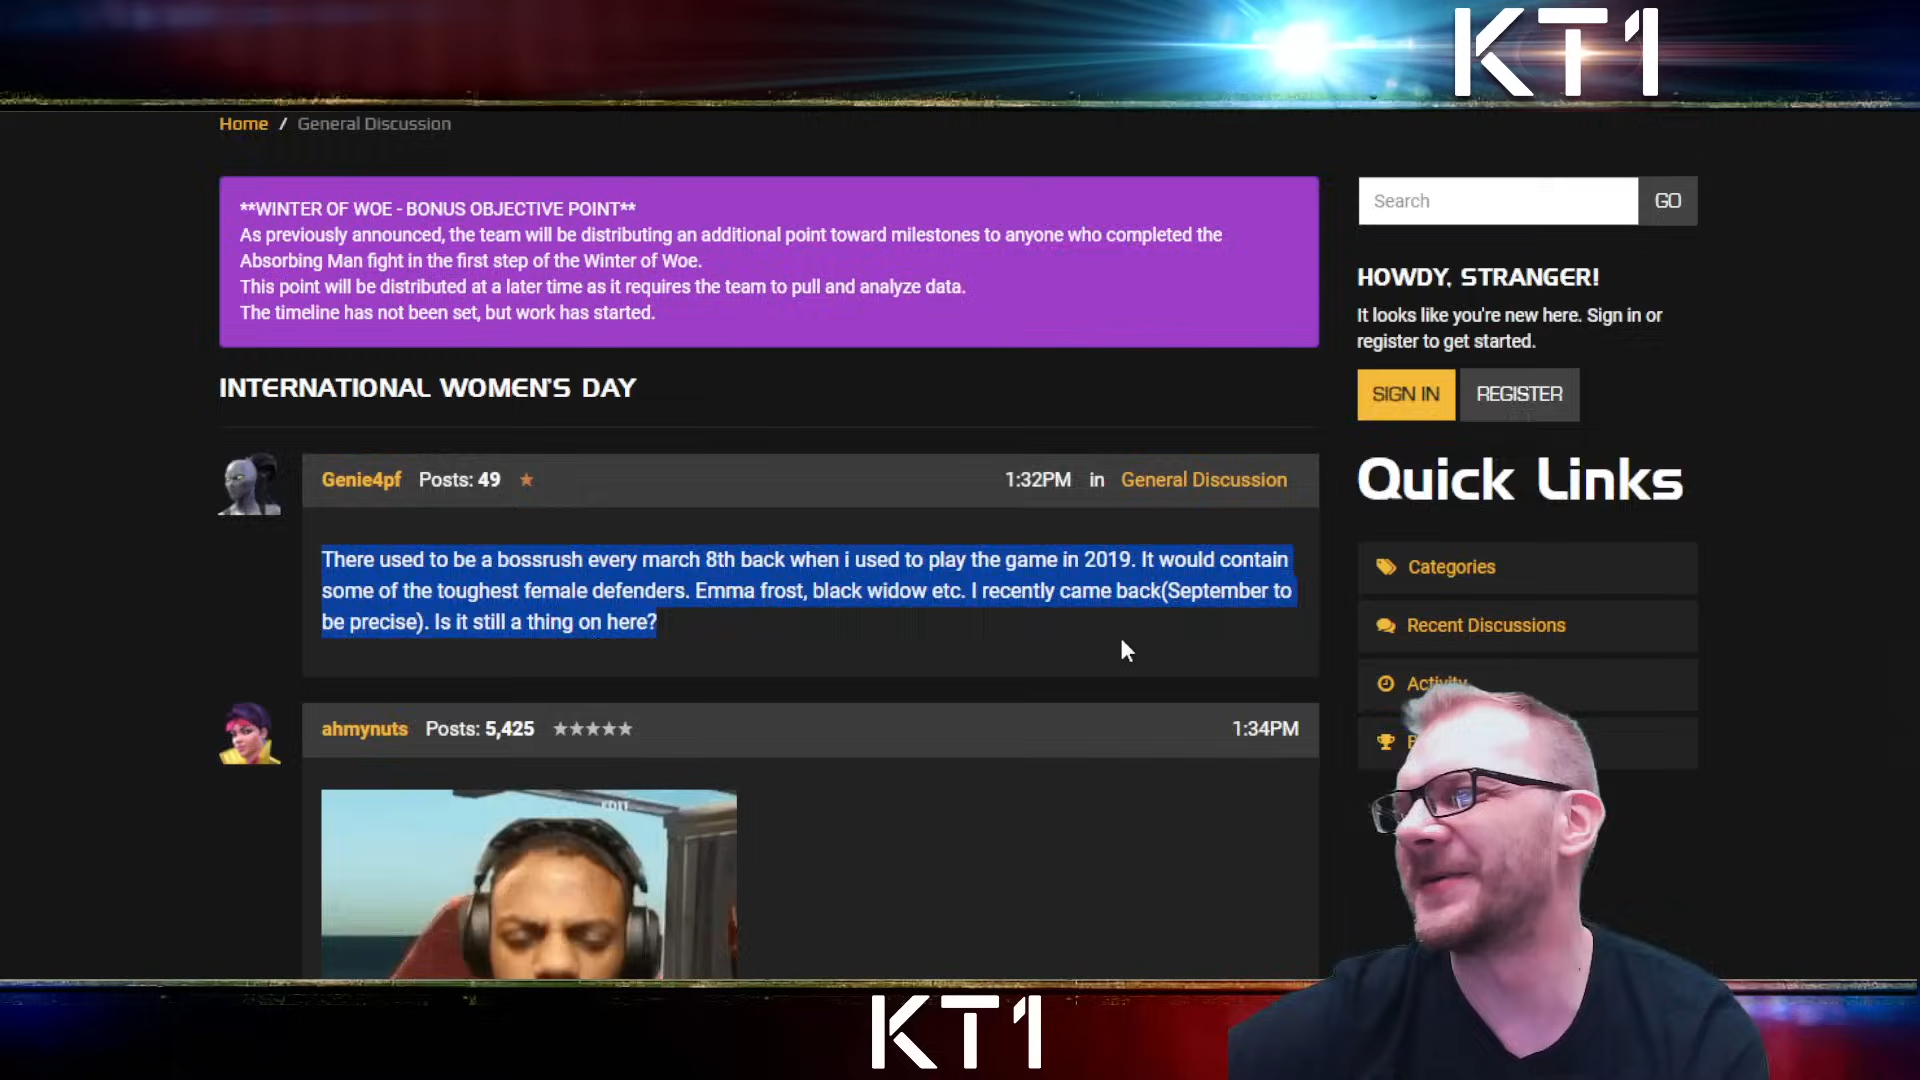 KT1
Home / General Discussion
**WINTER OF WOE - BONUS OBJECTIVE POINT**
As previously announced, the team will be distributing an additional point toward milestones to anyone who completed the
Absorbing Man fight in the first step of the Winter of Woe.
This point will be distributed at a later time as it requires the team to pull and analyze data.
The timeline has not been set, but work has started.
Search
GO
HOWDY, STRANGER!
It looks like you're new here. Sign in or
register to get started.
SIGN IN
REGISTER
INTERNATIONAL WOMEN'S DAY
Genie4pf Posts: 49 1:32PM in General Discussion
There used to be a bossrush every march 8th back when i used to play the game in 2019. It would contain
some of the toughest female defenders. Emma frost, black widow etc. I recently came back(September to
be precise). Is it still a thing on here?
Quick Links
Categories
Recent Discussions
Activity
ahmynuts Posts: 5,425 1:34PM
KT1